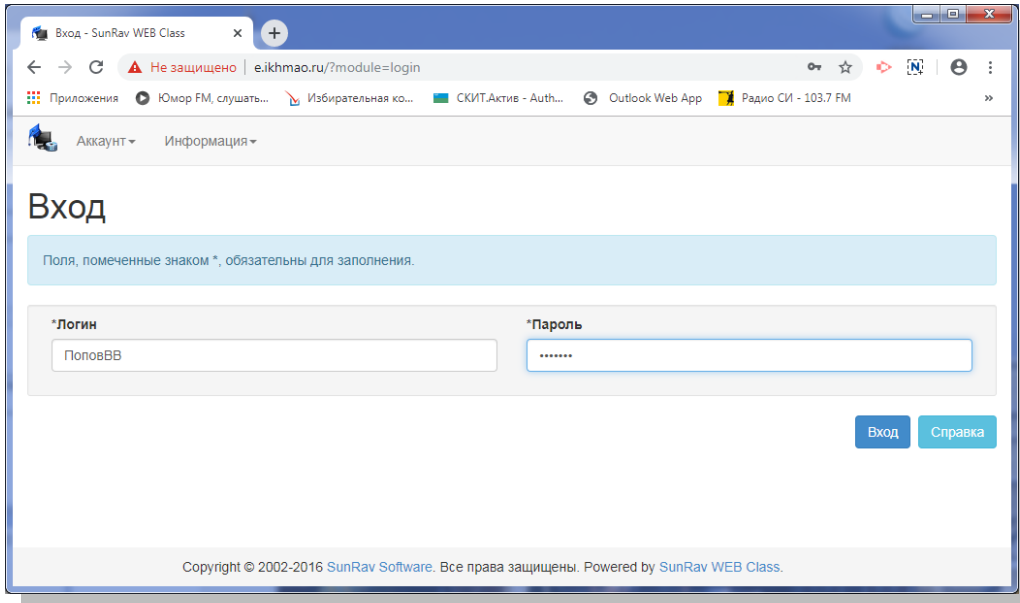 Вход - SunRav WEB Class
Не защищено | e.ikhmao.ru/?module=login
Приложения Юмор FM, слушать... Избирательная ко... СКИТ.Актив - Auth... Outlook Web App Радио СИ - 103.7 FM »
Аккаунт Информация
Вход
Поля, помеченные знаком *, обязательны для заполнения.
*Логин *Пароль
ПоповВВ •••••••
Вход Справка
Copyright © 2002-2016 SunRav Software. Все права защищены. Powered by SunRav WEB Class.